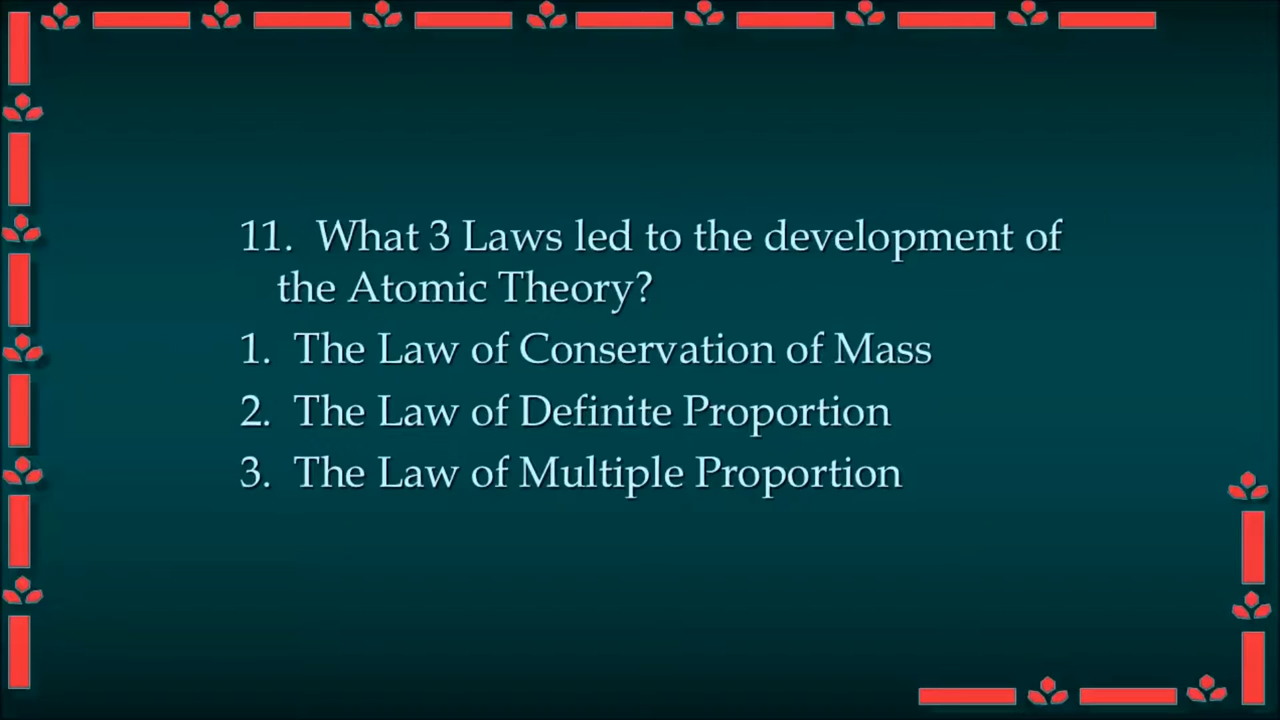 11. What 3 Laws led to the development of
the Atomic Theory?
1. The Law of Conservation of Mass
2. The Law of Definite Proportion
3. The Law of Multiple Proportion